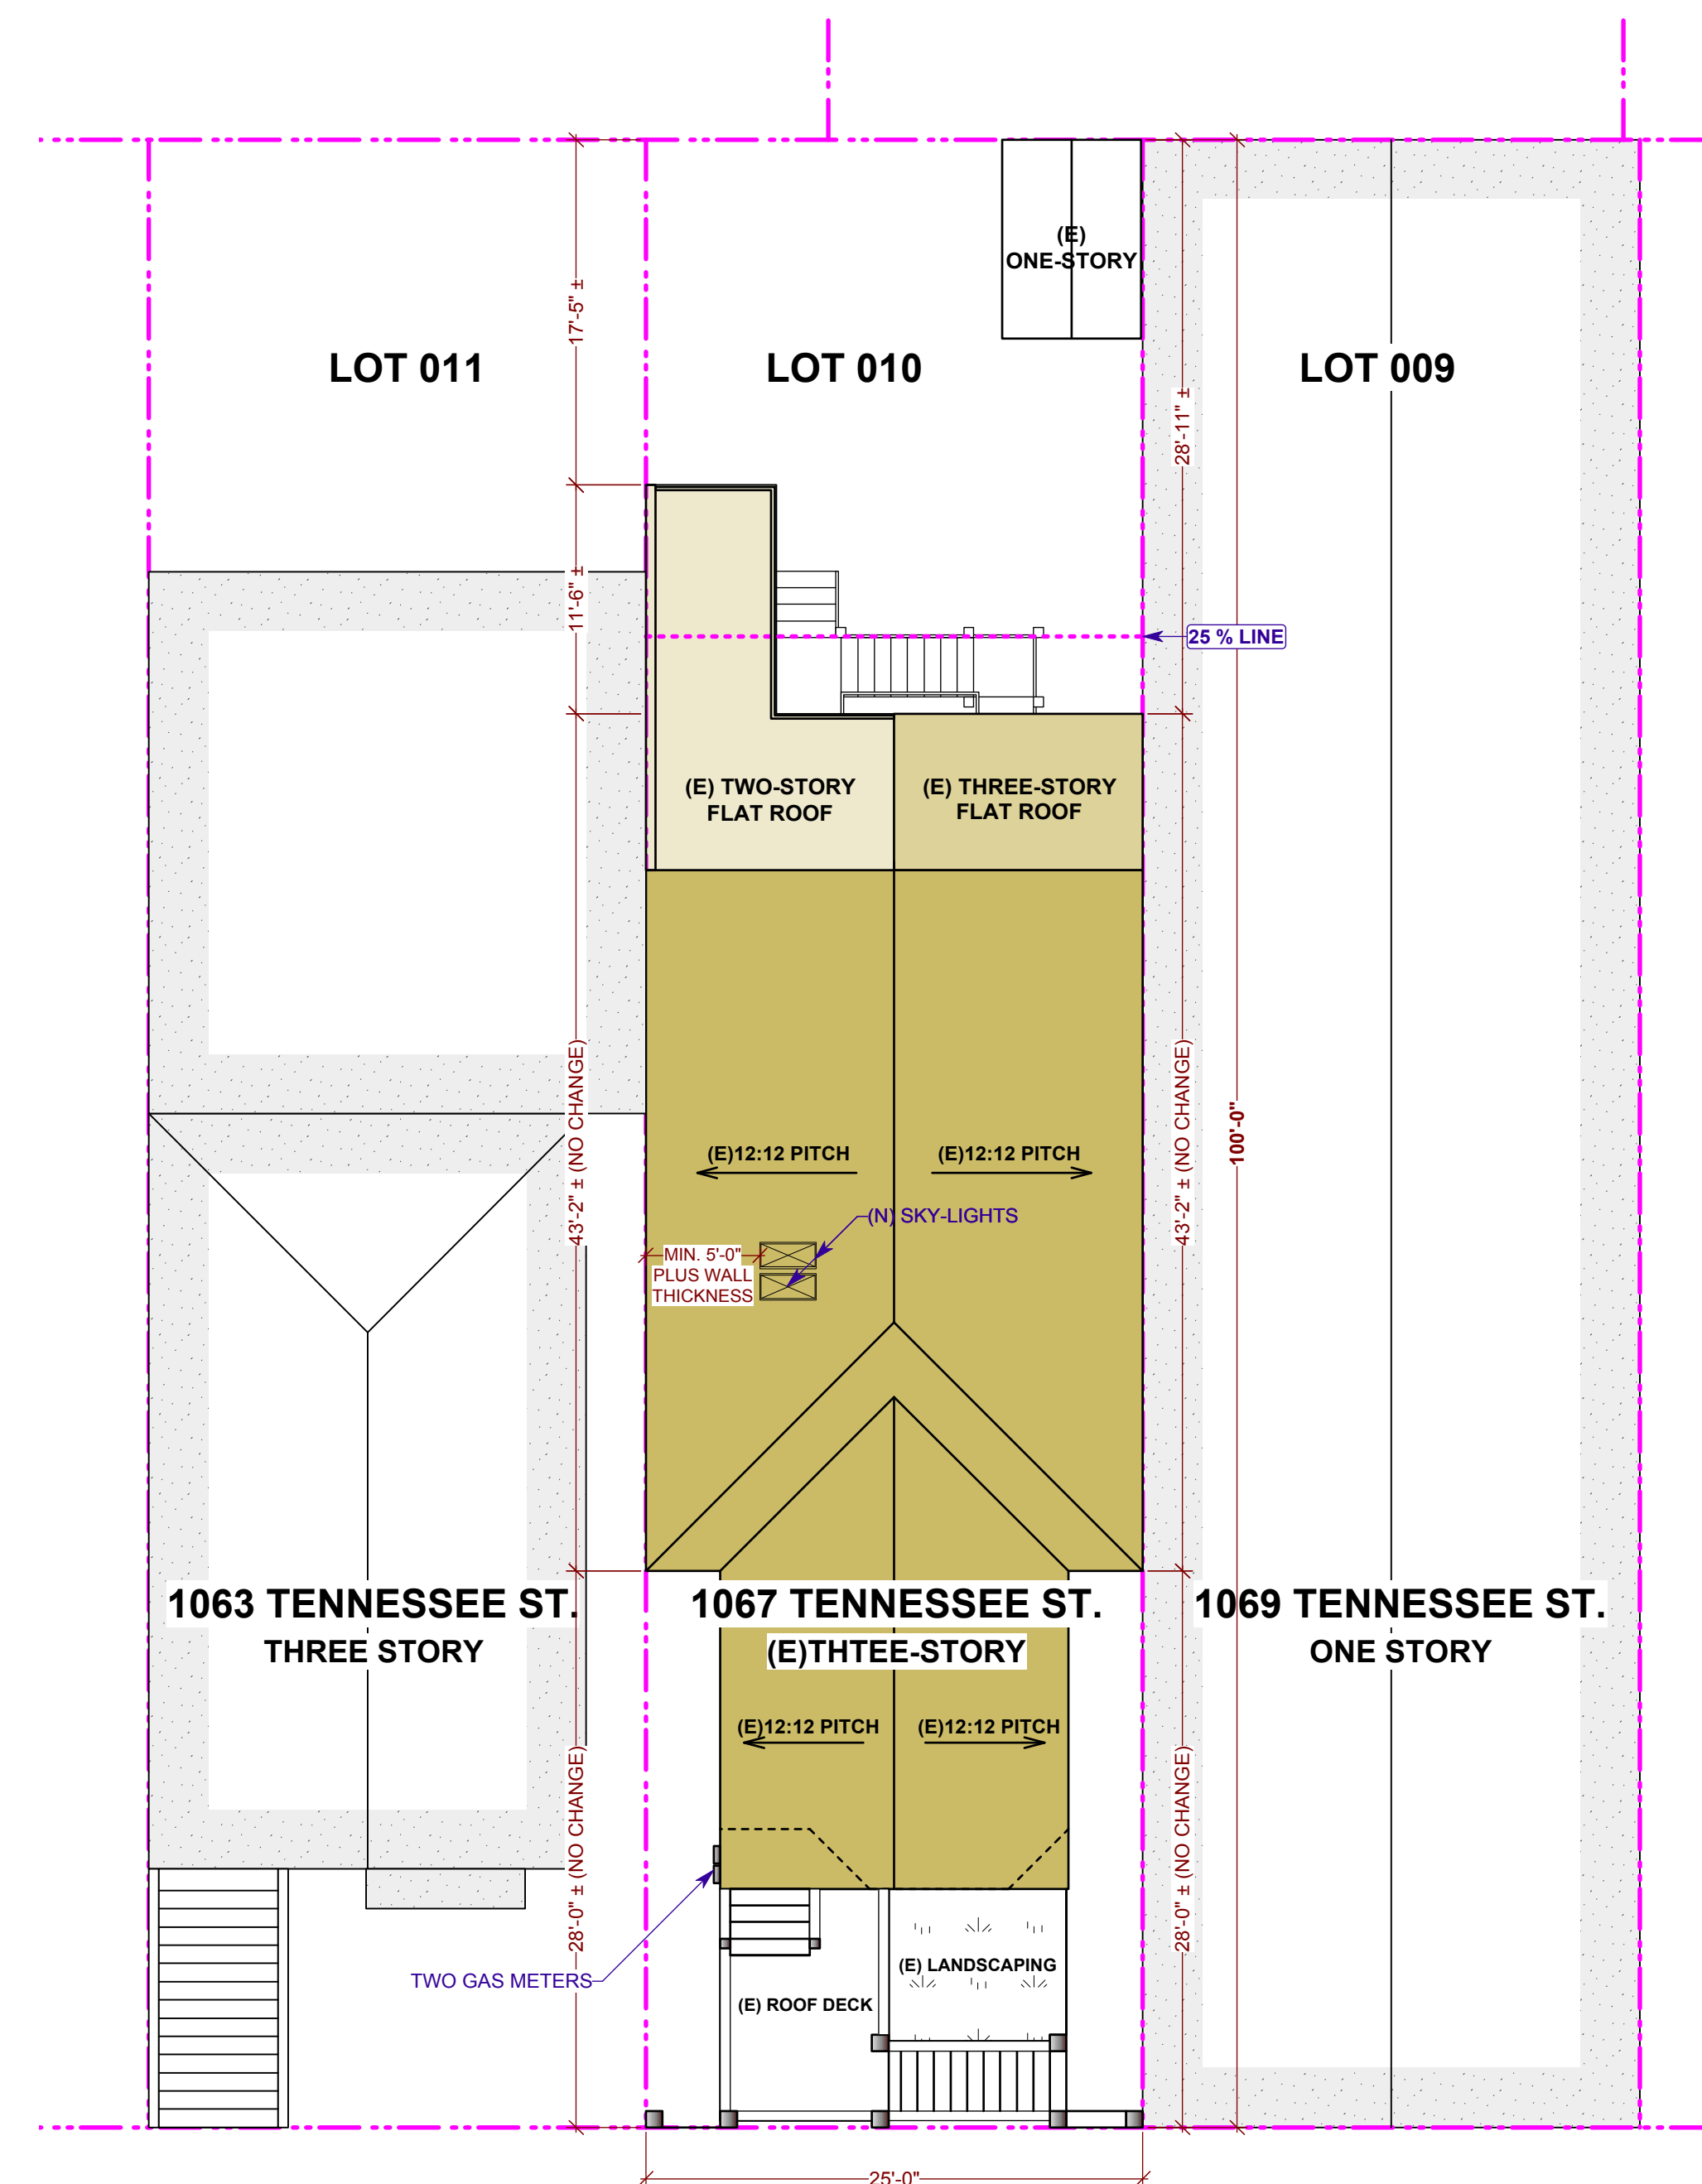 (E)
ONE-STORY
17'-5" ±
LOT 011
LOT 010
LOT 009
28'-11" ±
11'-6" ±
25 % LINE
(E) TWO-STORY
FLAT ROOF
(E) THREE-STORY
FLAT ROOF
43'-2" ± (NO CHANGE)
43'-2" ± (NO CHANGE)
100'-0"
(E)12:12 PITCH
(E)12:12 PITCH
(N) SKY-LIGHTS
MIN. 5'-0"
PLUS WALL
THICKNESS
1063 TENNESSEE ST.
THREE STORY
1067 TENNESSEE ST.
(E)THTEE-STORY
1069 TENNESSEE ST.
ONE STORY
(E)12:12 PITCH
(E)12:12 PITCH
28'-0" ± (NO CHANGE)
28'-0" ± (NO CHANGE)
TWO GAS METERS
(E) LANDSCAPING
(E) ROOF DECK
25'-0"